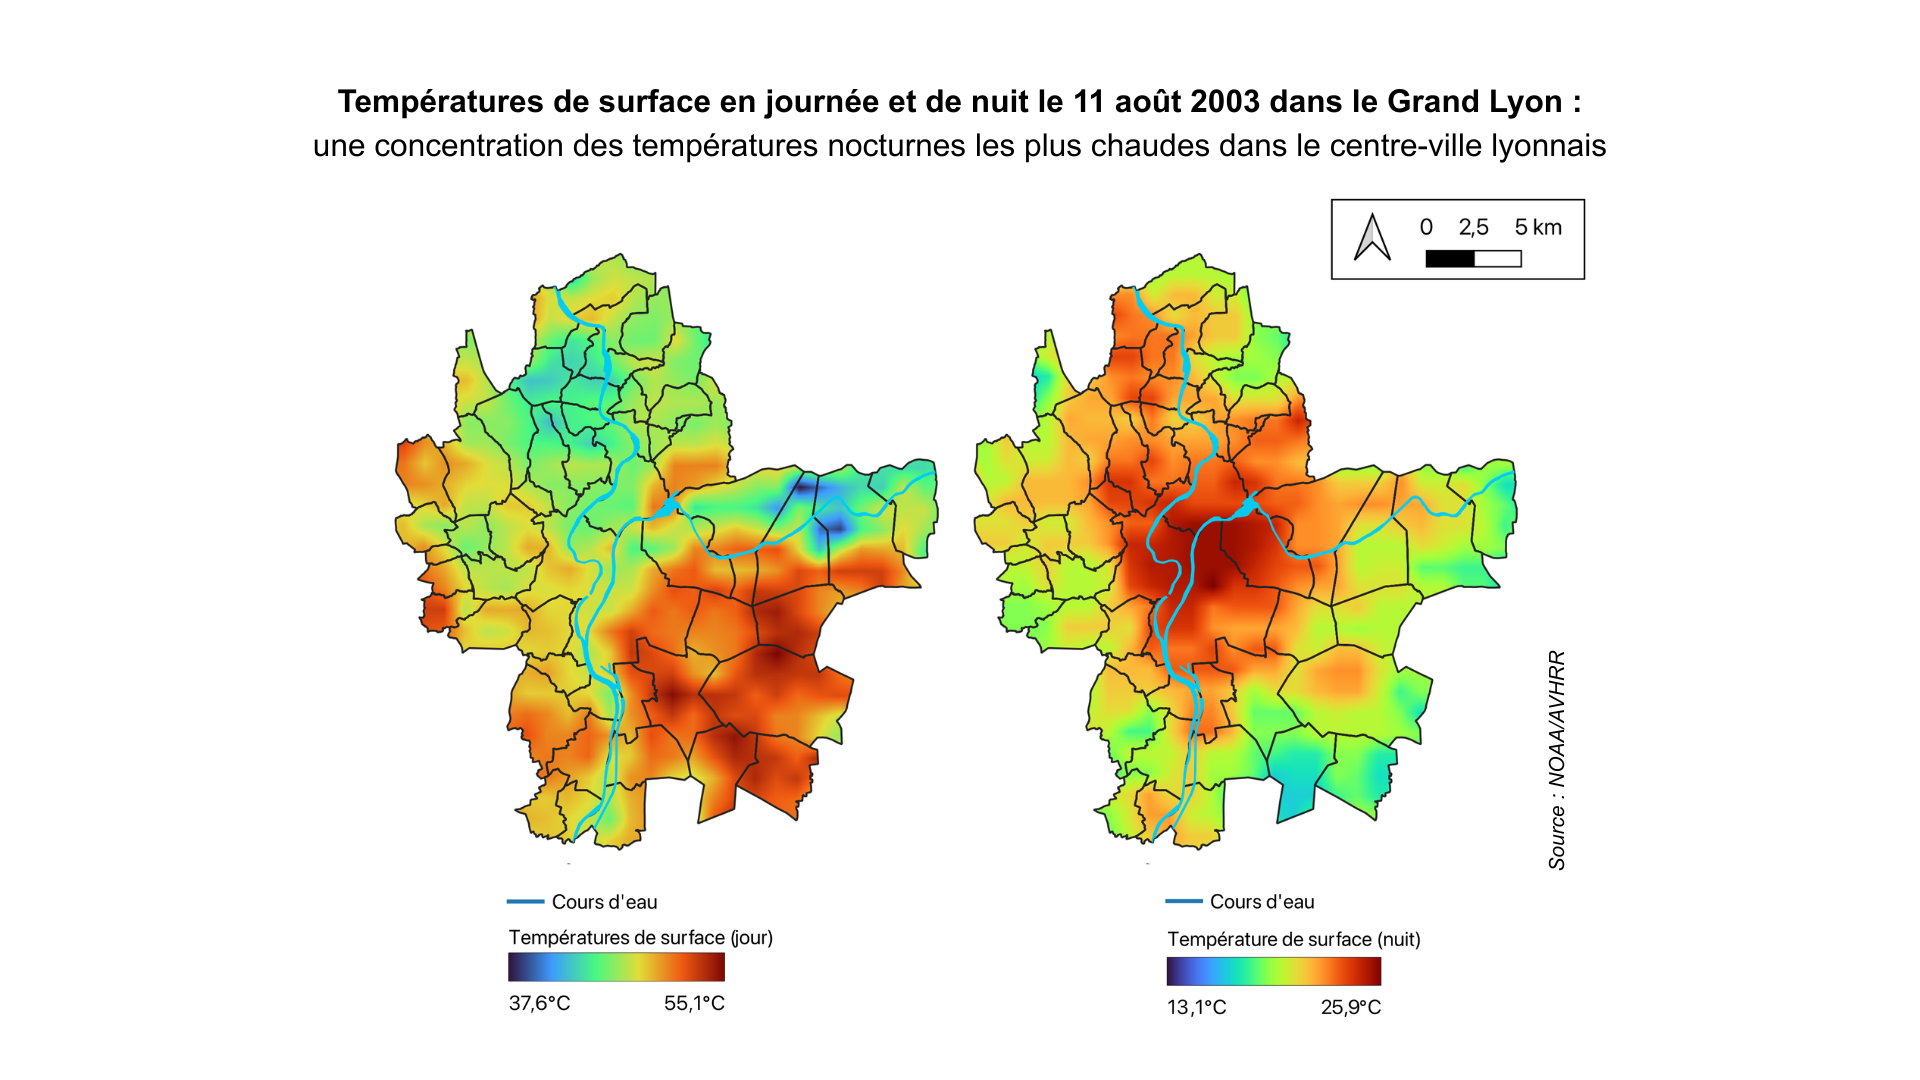 Températures de surface en journée et de nuit le 11 août 2003 dans le Grand Lyon :
une concentration des températures nocturnes les plus chaudes dans le centre-ville lyonnais
0 2,5 5 km
Source : NOAA/AVHRR
Cours d'eau
Températures de surface (jour)
37,6°C 55,1°C
Cours d'eau
Température de surface (nuit)
13,1°C 25,9°C